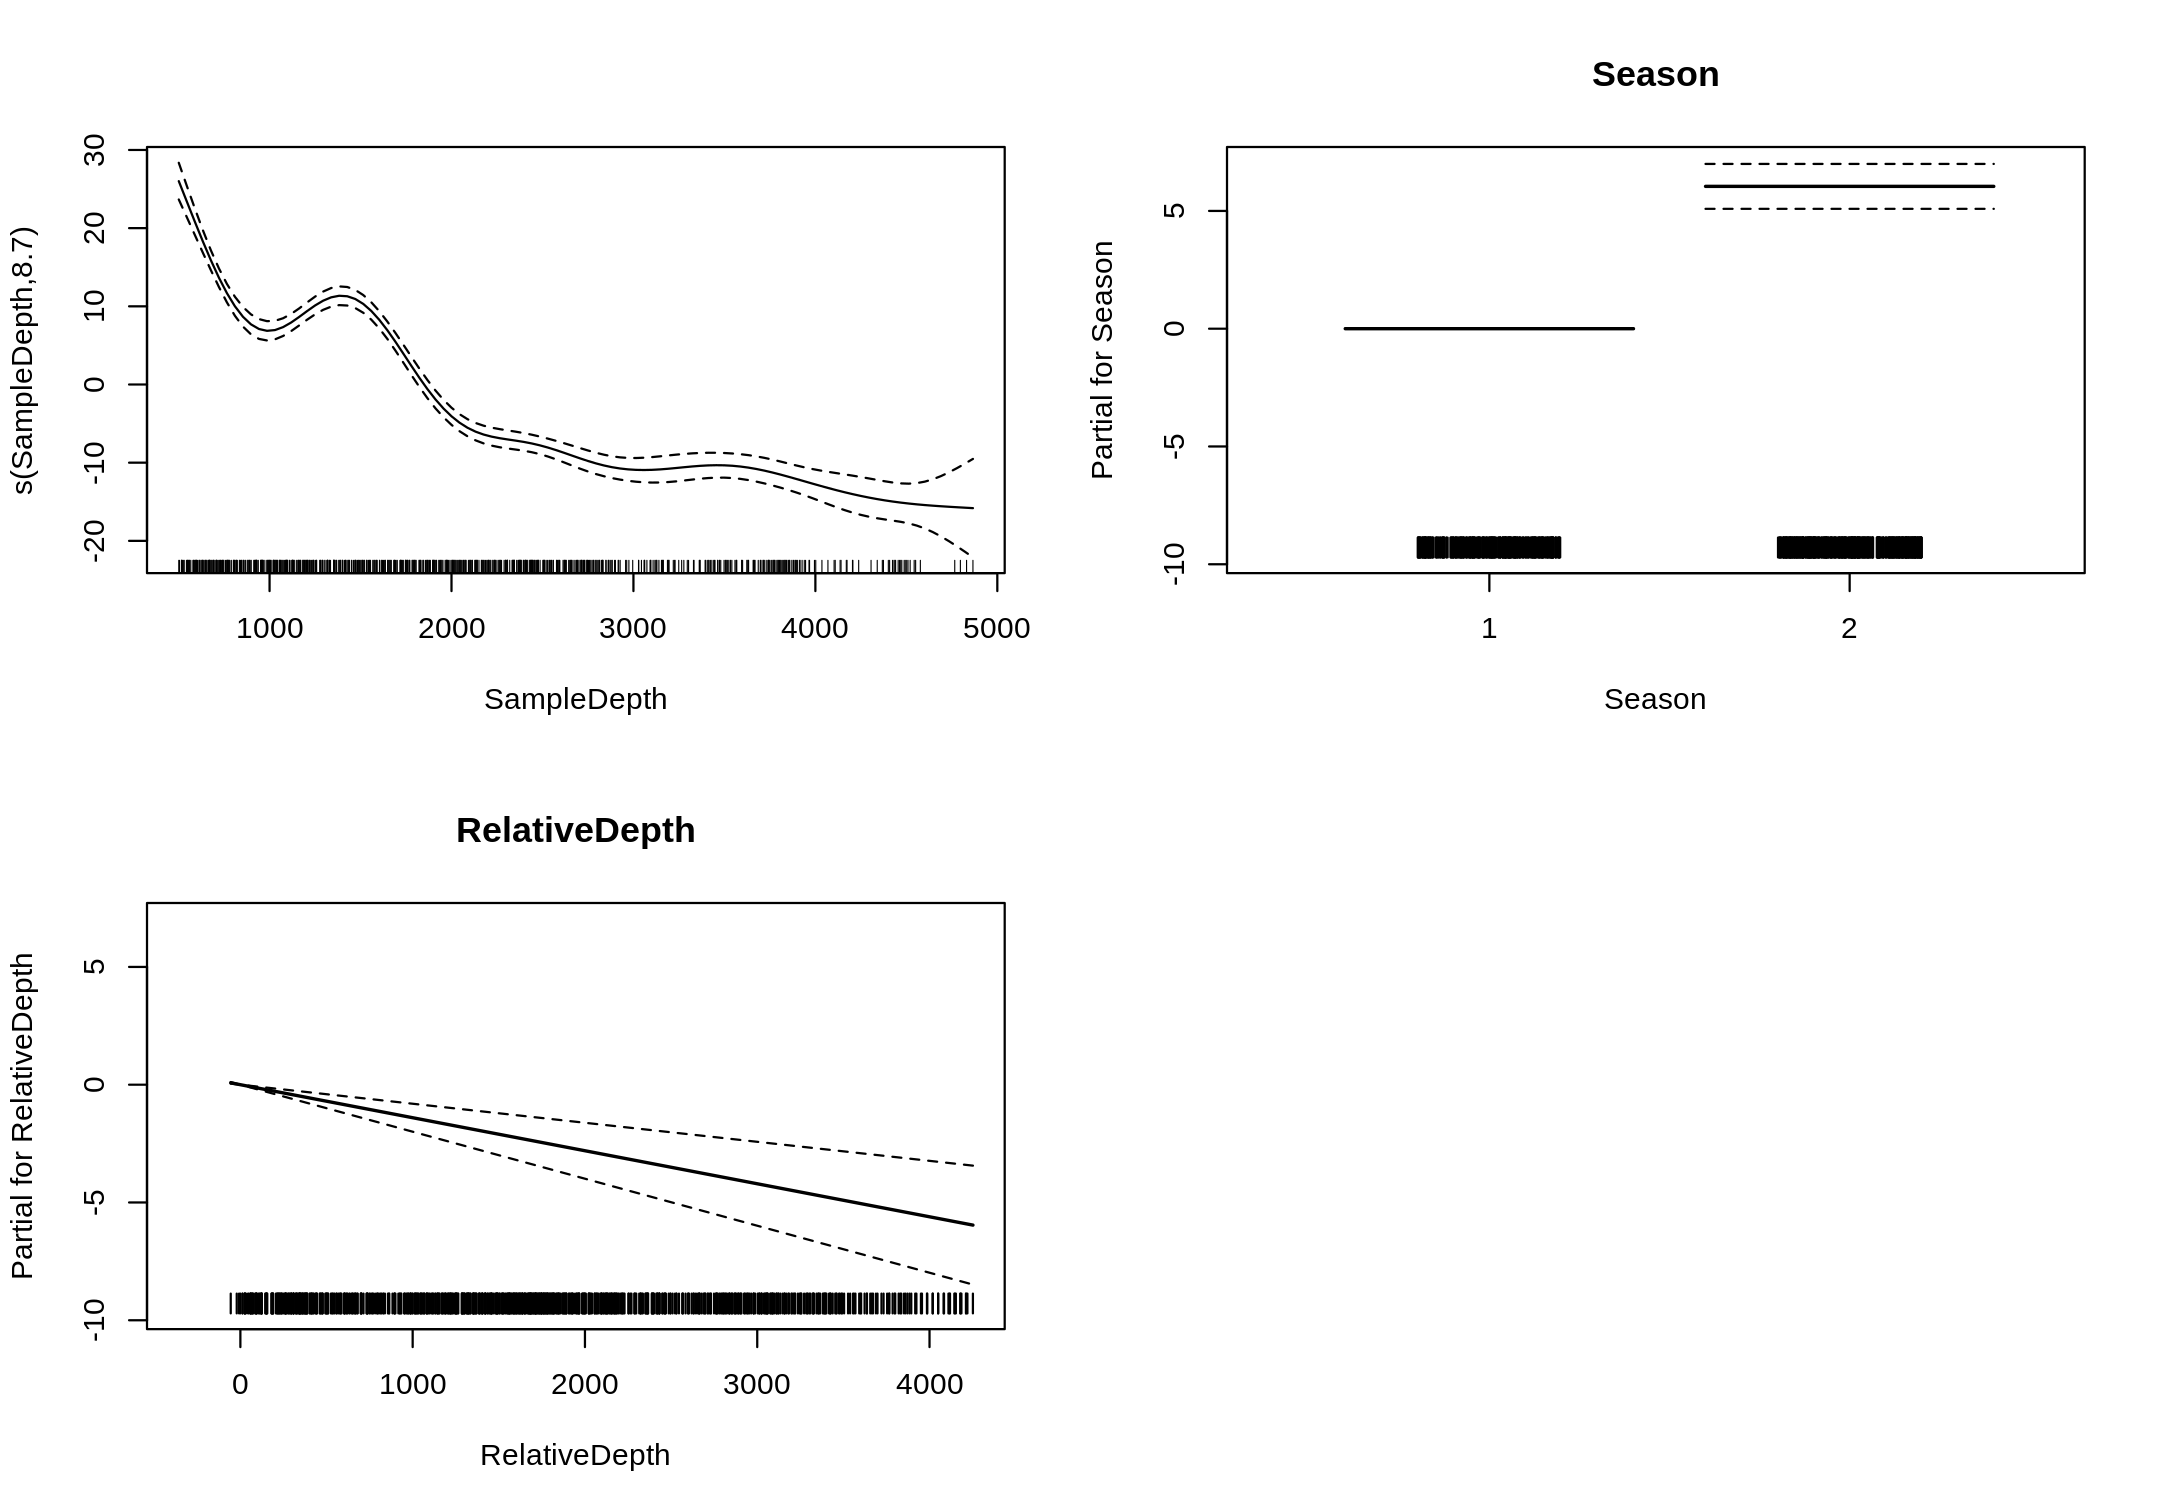 s(SampleDepth,8.7)
30
20
10
0
-10
-20
1000 2000 3000 4000 5000
SampleDepth
Season
Partial for Season
5
0
-5
-10
1 2
Season
RelativeDepth
Partial for RelativeDepth
5
0
-5
-10
0 1000 2000 3000 4000
RelativeDepth